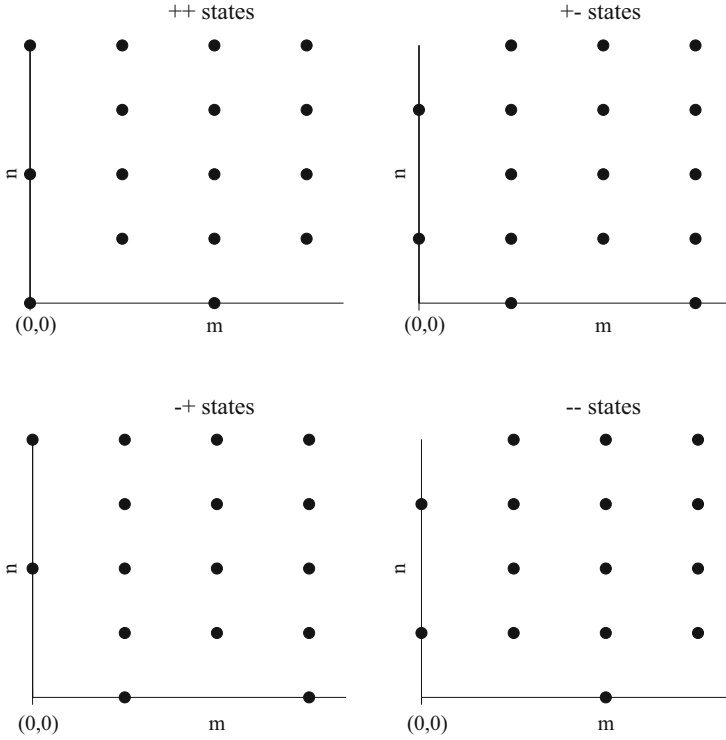 ++ states
+- states
n
n
(0,0)
m
(0,0)
m
-+ states
-- states
n
n
(0,0)
m
(0,0)
m